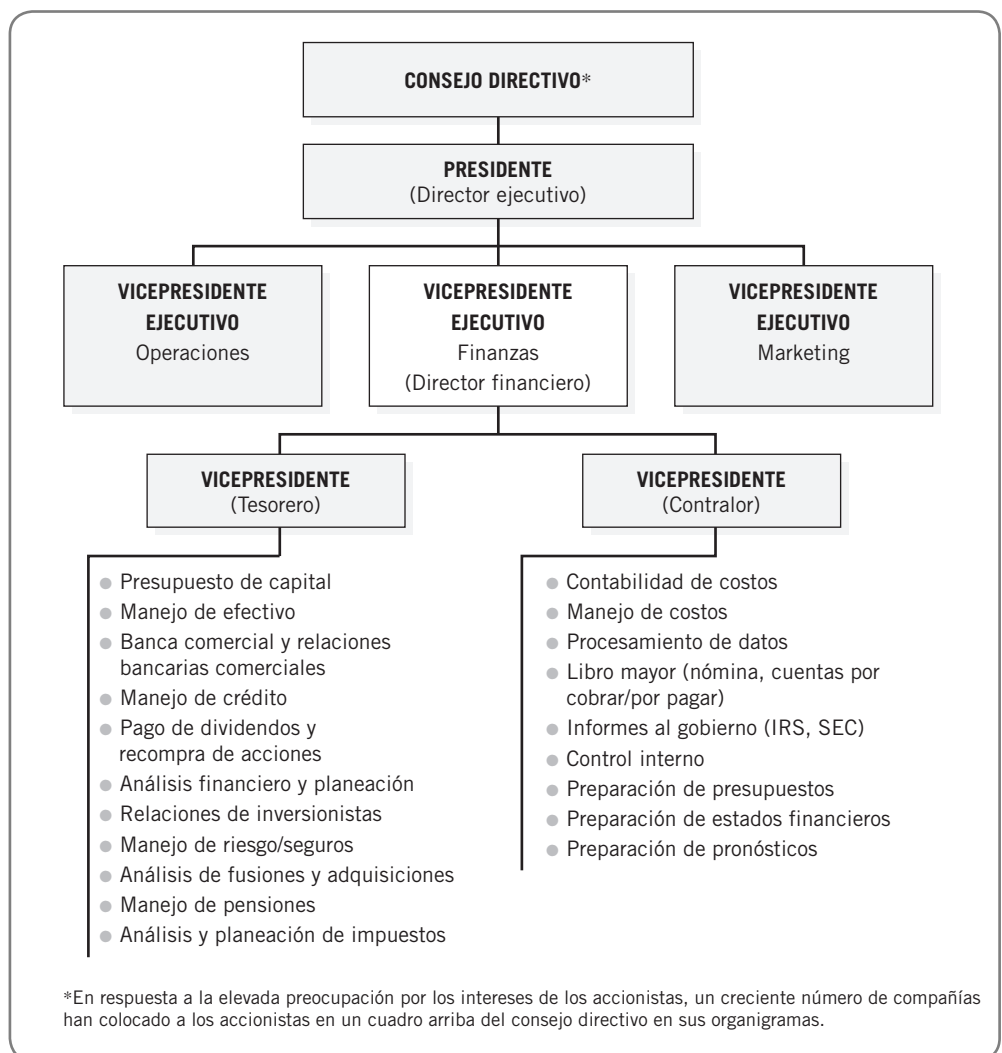 CONSEJO DIRECTIVO*
PRESIDENTE
(Director ejecutivo)
VICEPRESIDENTE
EJECUTIVO
Operaciones
VICEPRESIDENTE
EJECUTIVO
Finanzas
(Director financiero)
VICEPRESIDENTE
EJECUTIVO
Marketing
VICEPRESIDENTE
(Tesorero)
● Presupuesto de capital
● Manejo de efectivo
● Banca comercial y relaciones
bancarias comerciales
● Manejo de crédito
● Pago de dividendos y
recompra de acciones
● Análisis financiero y planeación
● Relaciones de inversionistas
● Manejo de riesgo/seguros
● Análisis de fusiones y adquisiciones
● Manejo de pensiones
● Análisis y planeación de impuestos
VICEPRESIDENTE
(Contralor)
● Contabilidad de costos
● Manejo de costos
● Procesamiento de datos
● Libro mayor (nómina, cuentas por
cobrar/por pagar)
● Informes al gobierno (IRS, SEC)
● Control interno
● Preparación de presupuestos
● Preparación de estados financieros
● Preparación de pronósticos
*En respuesta a la elevada preocupación por los intereses de los accionistas, un creciente número de compañías
han colocado a los accionistas en un cuadro arriba del consejo directivo en sus organigramas.